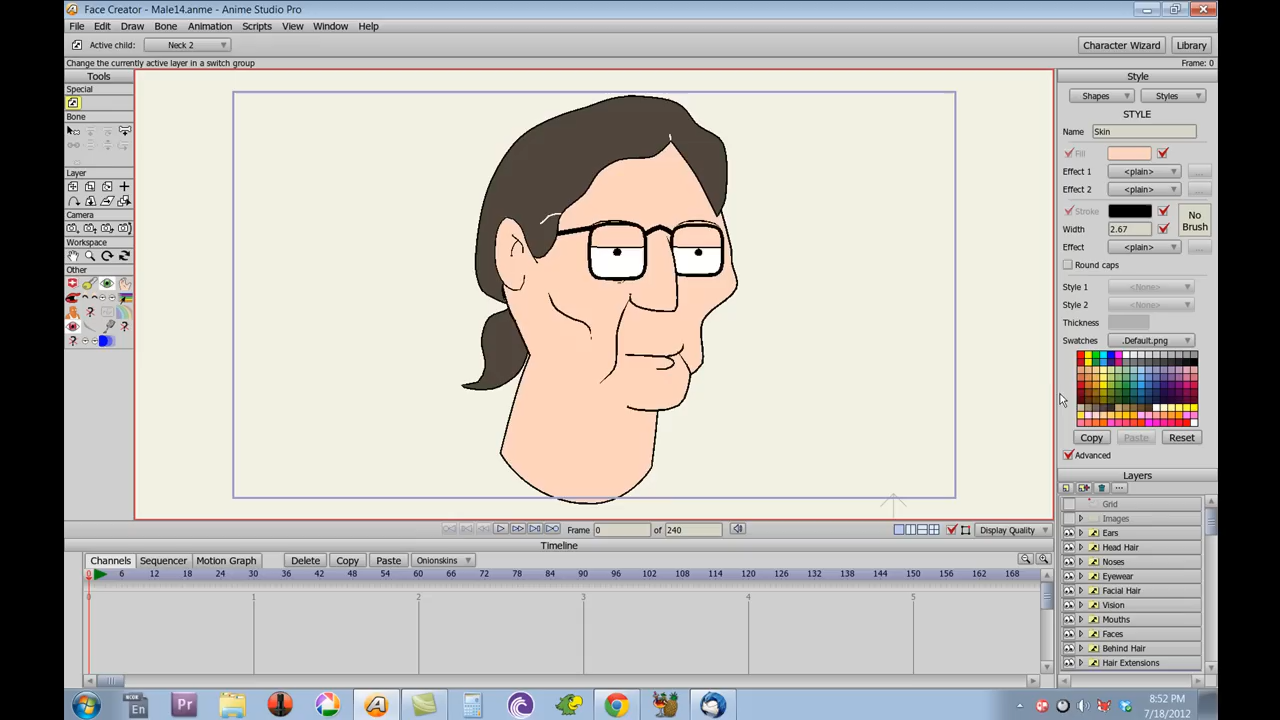 Face Creator - Male14.anme - Anime Studio Pro
File Edit Draw Bone Animation Scripts View Window Help
Active child: Neck 2 Character Wizard Library
Change the currently active layer in a switch group Frame: 0
Tools
Special
Bone
Layer
Camera
Workspace
Other
Style
Shapes Styles
STYLE
Name Skin
Fill
Effect 1 <plain> ...
Effect 2 <plain> ...
Stroke
No Brush
Width 2.67
Effect <plain> ...
Round caps
Style 1 <None>
Style 2 <None>
Thickness
Swatches .Default.png
Copy Paste Reset
Advanced
Layers
Grid
Images
Ears
Head Hair
Noses
Eyewear
Facial Hair
Vision
Mouths
Faces
Behind Hair
Hair Extensions
Frame 0 of 240 Display Quality
Timeline
Channels Sequencer Motion Graph Delete Copy Paste Onionskins
0 6 12 18 24 30 36 42 48 54 60 66 72 78 84 90 96 102 108 114 120 126 132 138 144 150 156 162 168
0 1 2 3 4 5
NCDK
En
Pr
8:52 PM
7/18/2012